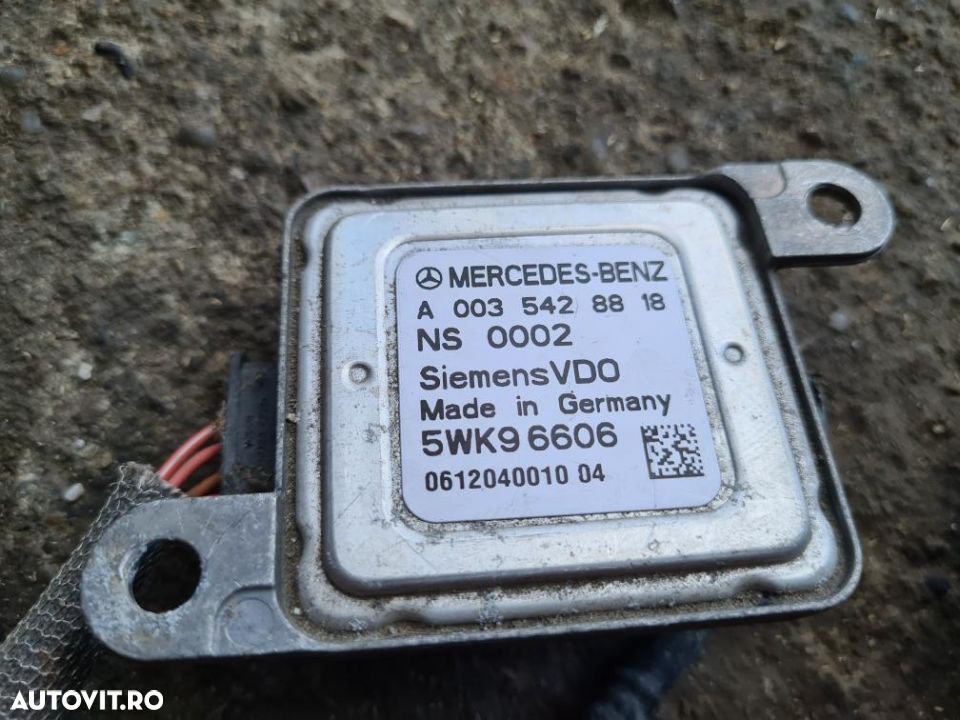 MERCEDES-BENZ
A 003 542 88 18
NS 0002
SiemensVDO
Made in Germany
5WK9 6606
0612040010 04
AUTOVIT.RO